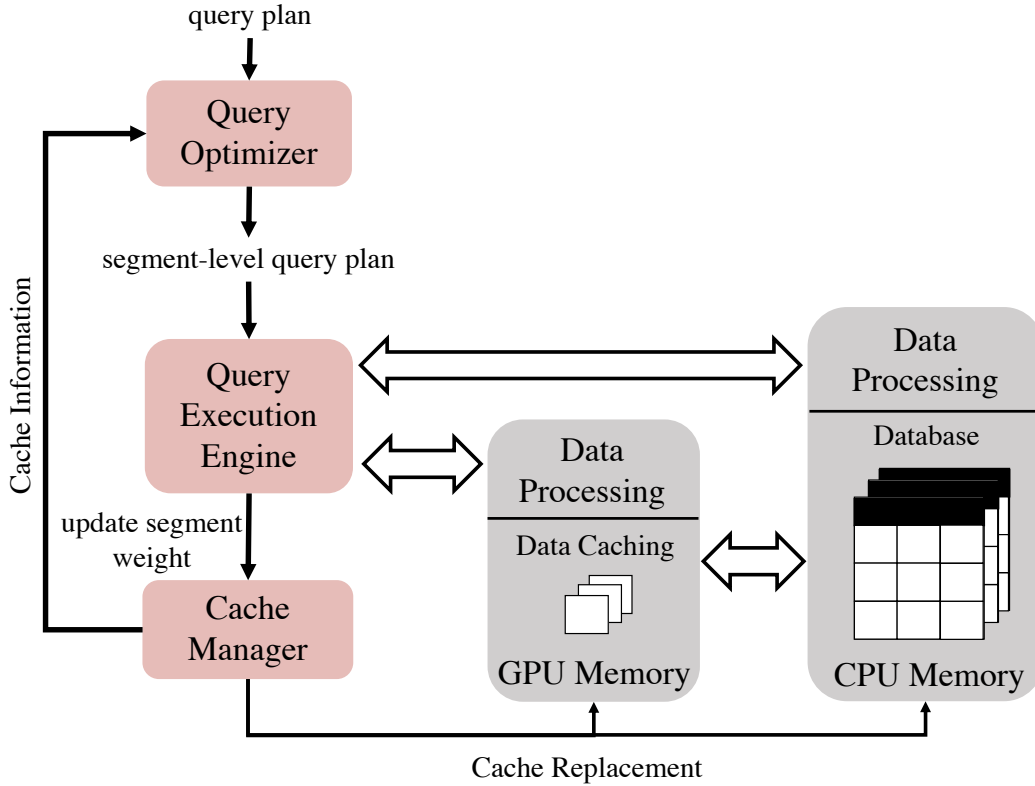 query plan
Query
Optimizer
segment-level query plan
Cache Information
Query
Execution
Engine
update segment
weight
Cache
Manager
Data
Processing
Data Caching
GPU Memory
Data
Processing
Database
CPU Memory
Cache Replacement